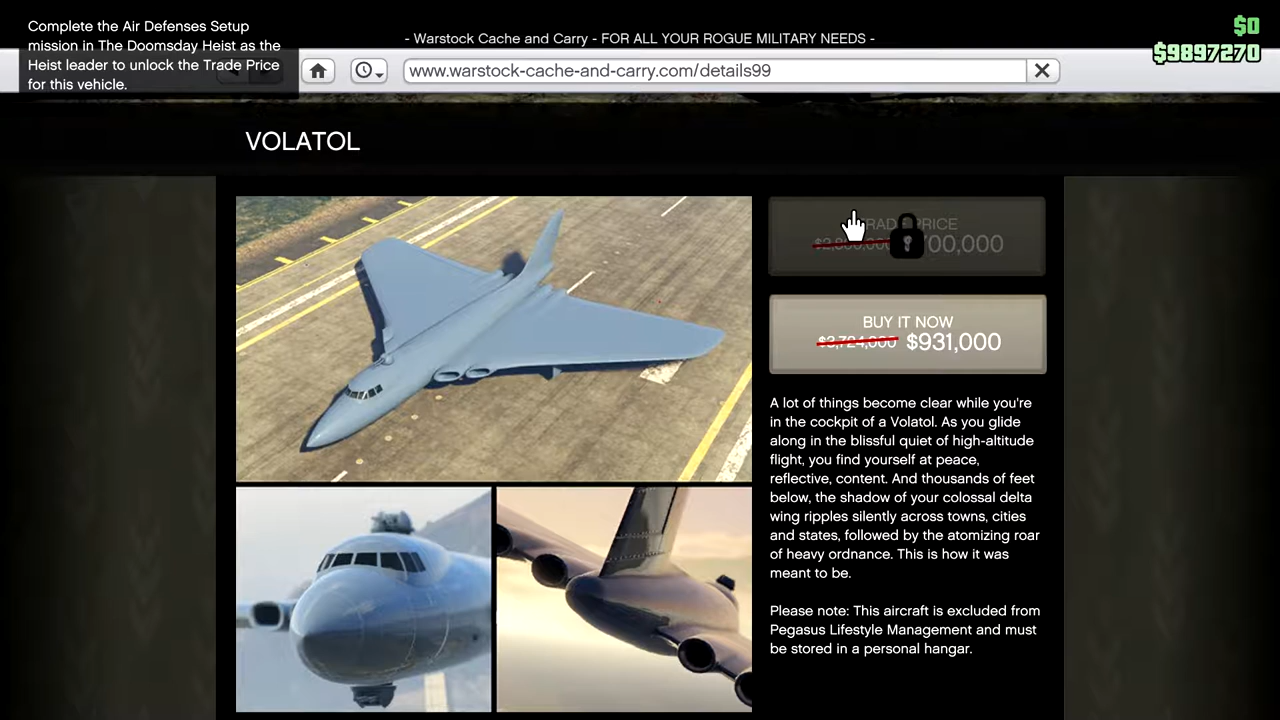 Complete the Air Defenses Setup
mission in The Doomsday Heist as the
Heist leader to unlock the Trade Price
for this vehicle.
$0
$9897270
- Warstock Cache and Carry - FOR ALL YOUR ROGUE MILITARY NEEDS -
www.warstock-cache-and-carry.com/details99
VOLATOL
PRICE
00,000
BUY IT NOW
$3,724,000 $931,000
A lot of things become clear while you're
in the cockpit of a Volatol. As you glide
along in the blissful quiet of high-altitude
flight, you find yourself at peace,
reflective, content. And thousands of feet
below, the shadow of your colossal delta
wing ripples silently across towns, cities
and states, followed by the atomizing roar
of heavy ordnance. This is how it was
meant to be.
Please note: This aircraft is excluded from
Pegasus Lifestyle Management and must
be stored in a personal hangar.